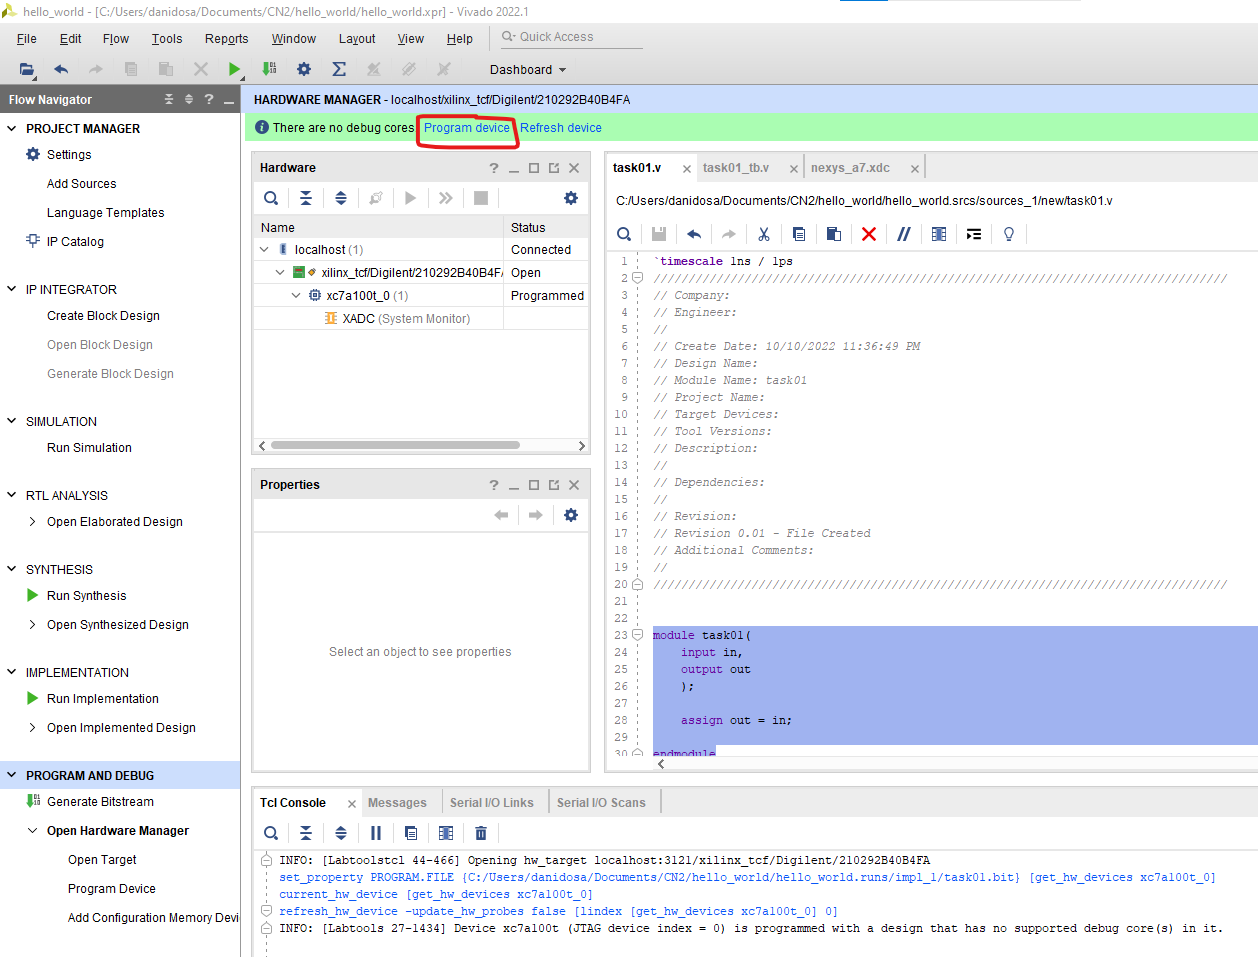 hello_world - [C:/Users/danidosa/Documents/CN2/hello_world/hello_world.xpr] - Vivado 2022.1
File Edit Flow Tools Reports Window Layout View Help Quick Access
Dashboard
Flow Navigator
PROJECT MANAGER
Settings
Add Sources
Language Templates
IP Catalog
IP INTEGRATOR
Create Block Design
Open Block Design
Generate Block Design
SIMULATION
Run Simulation
RTL ANALYSIS
Open Elaborated Design
SYNTHESIS
Run Synthesis
Open Synthesized Design
IMPLEMENTATION
Run Implementation
Open Implemented Design
PROGRAM AND DEBUG
Generate Bitstream
Open Hardware Manager
Open Target
Program Device
Add Configuration Memory Devi
HARDWARE MANAGER - localhost/xilinx_tcf/Digilent/210292B40B4FA
There are no debug cores. Program device Refresh device
Hardware
Name Status
localhost (1) Connected
xilinx_tcf/Digilent/210292B40B4F/ Open
xc7a100t_0 (1) Programmed
XADC (System Monitor)
Properties
Select an object to see properties
task01.v task01_tb.v nexys_a7.xdc
C:/Users/danidosa/Documents/CN2/hello_world/hello_world.srcs/sources_1/new/task01.v
1 `timescale 1ns / 1ps
2 //////////////////////////////////////////////////////////////////////////////////
3 // Company:
4 // Engineer:
5 //
6 // Create Date: 10/10/2022 11:36:49 PM
7 // Design Name:
8 // Module Name: task01
9 // Project Name:
10 // Target Devices:
11 // Tool Versions:
12 // Description:
13 //
14 // Dependencies:
15 //
16 // Revision:
17 // Revision 0.01 - File Created
18 // Additional Comments:
19 //
20 //////////////////////////////////////////////////////////////////////////////////
21
22
23 module task01(
24 input in,
25 output out
26 );
27
28 assign out = in;
29
30 endmodule
Tcl Console Messages Serial I/O Links Serial I/O Scans
INFO: [Labtoolstcl 44-466] Opening hw_target localhost:3121/xilinx_tcf/Digilent/210292B40B4FA
set_property PROGRAM.FILE {C:/Users/danidosa/Documents/CN2/hello_world/hello_world.runs/impl_1/task01.bit} [get_hw_devices xc7a100t_0]
current_hw_device [get_hw_devices xc7a100t_0]
refresh_hw_device -update_hw_probes false [lindex [get_hw_devices xc7a100t_0] 0]
INFO: [Labtools 27-1434] Device xc7a100t (JTAG device index = 0) is programmed with a design that has no supported debug core(s) in it.